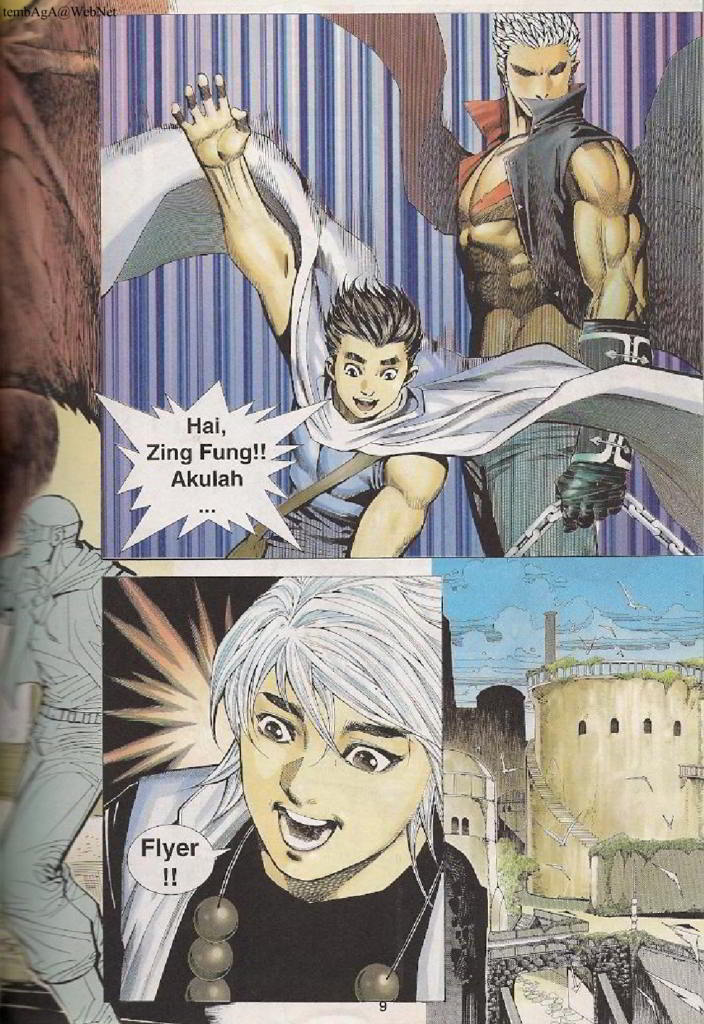 tembAgA@WebNet
Hai,
Zing Fung!!
Akulah
...
Flyer
!!
9